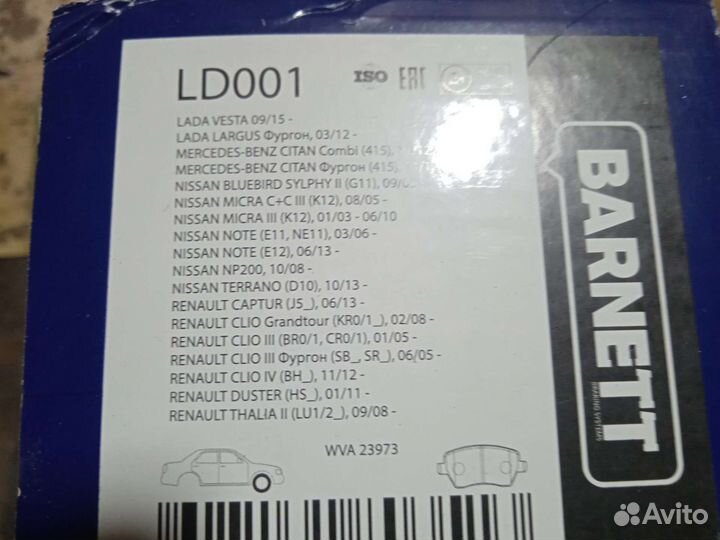 LD001
ISO
EAC
LADA VESTA 09/15 -
LADA LARGUS Фургон, 03/12 -
MERCEDES-BENZ CITAN Combi (415),
MERCEDES-BENZ CITAN Фургон (415),
NISSAN BLUEBIRD SYLPHY II (G11), 09/05
NISSAN MICRA C+C III (K12), 08/05 -
NISSAN MICRA III (K12), 01/03 - 06/10
NISSAN NOTE (E11, NE11), 03/06 -
NISSAN NOTE (E12), 06/13 -
NISSAN NP200, 10/08 -
NISSAN TERRANO (D10), 10/13 -
RENAULT CAPTUR (J5_), 06/13 -
RENAULT CLIO Grandtour (KR0/1_), 02/08 -
RENAULT CLIO III (BR0/1, CR0/1), 01/05 -
RENAULT CLIO III Фургон (SB_, SR_), 06/05 -
RENAULT CLIO IV (BH_), 11/12 -
RENAULT DUSTER (HS_), 01/11 -
RENAULT THALIA II (LU1/2_), 09/08 -
WVA 23973
BARNETT
BRAKING SYSTEMS
Avito